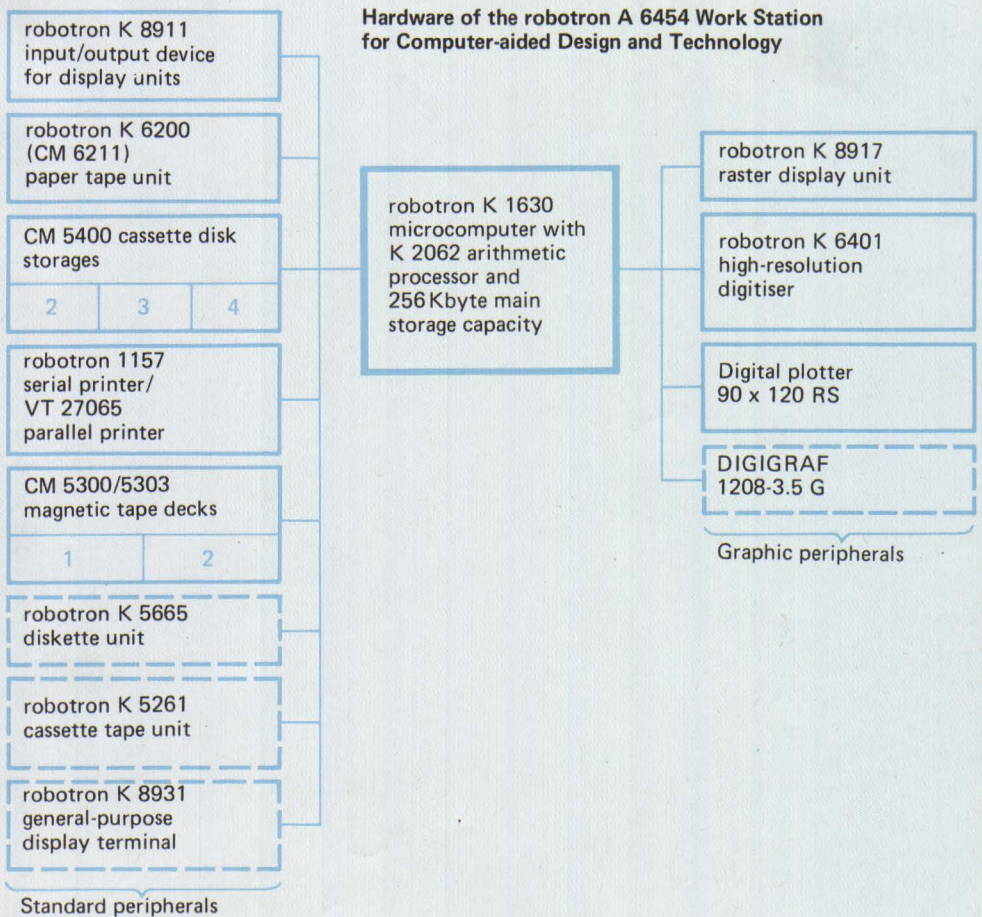 Hardware of the robotron A 6454 Work Station
for Computer-aided Design and Technology
robotron K 8911
input/output device
for display units
robotron K 6200
(CM 6211)
paper tape unit
CM 5400 cassette disk
storages
2 3 4
robotron 1157
serial printer/
VT 27065
parallel printer
CM 5300/5303
magnetic tape decks
1 2
robotron K 5665
diskette unit
robotron K 5261
cassette tape unit
robotron K 8931
general-purpose
display terminal
Standard peripherals
robotron K 1630
microcomputer with
K 2062 arithmetic
processor and
256 Kbyte main
storage capacity
robotron K 8917
raster display unit
robotron K 6401
high-resolution
digitiser
Digital plotter
90 x 120 RS
DIGIGRAF
1208-3.5 G
Graphic peripherals